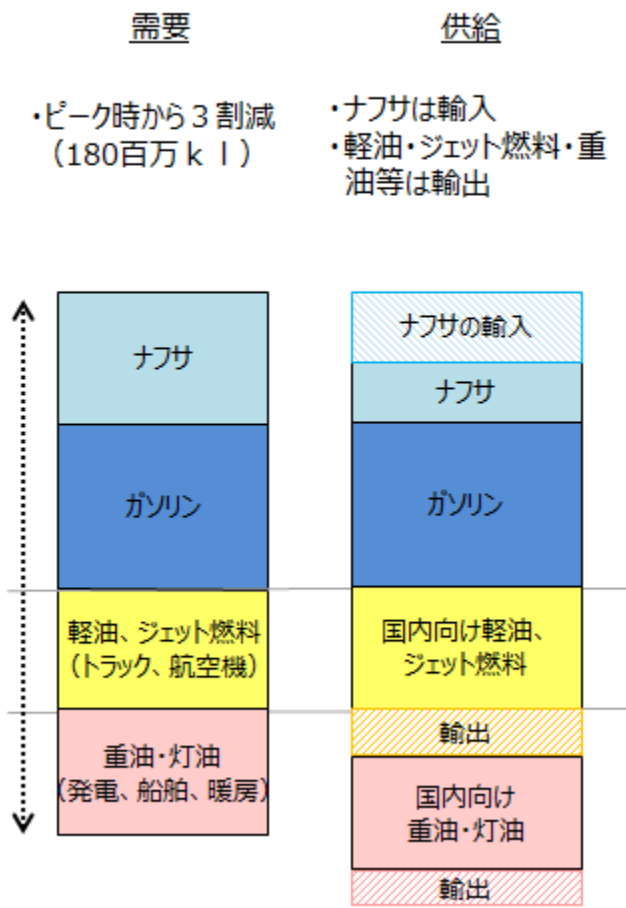 需要
・ピーク時から３割減
（180百万ｋｌ）
ナフサ
ガソリン
軽油、ジェット燃料
（トラック、航空機）
重油・灯油
（発電、船舶、暖房）
供給
・ナフサは輸入
・軽油・ジェット燃料・重
油等は輸出
ナフサの輸入
ナフサ
ガソリン
国内向け軽油、
ジェット燃料
輸出
国内向け
重油・灯油
輸出